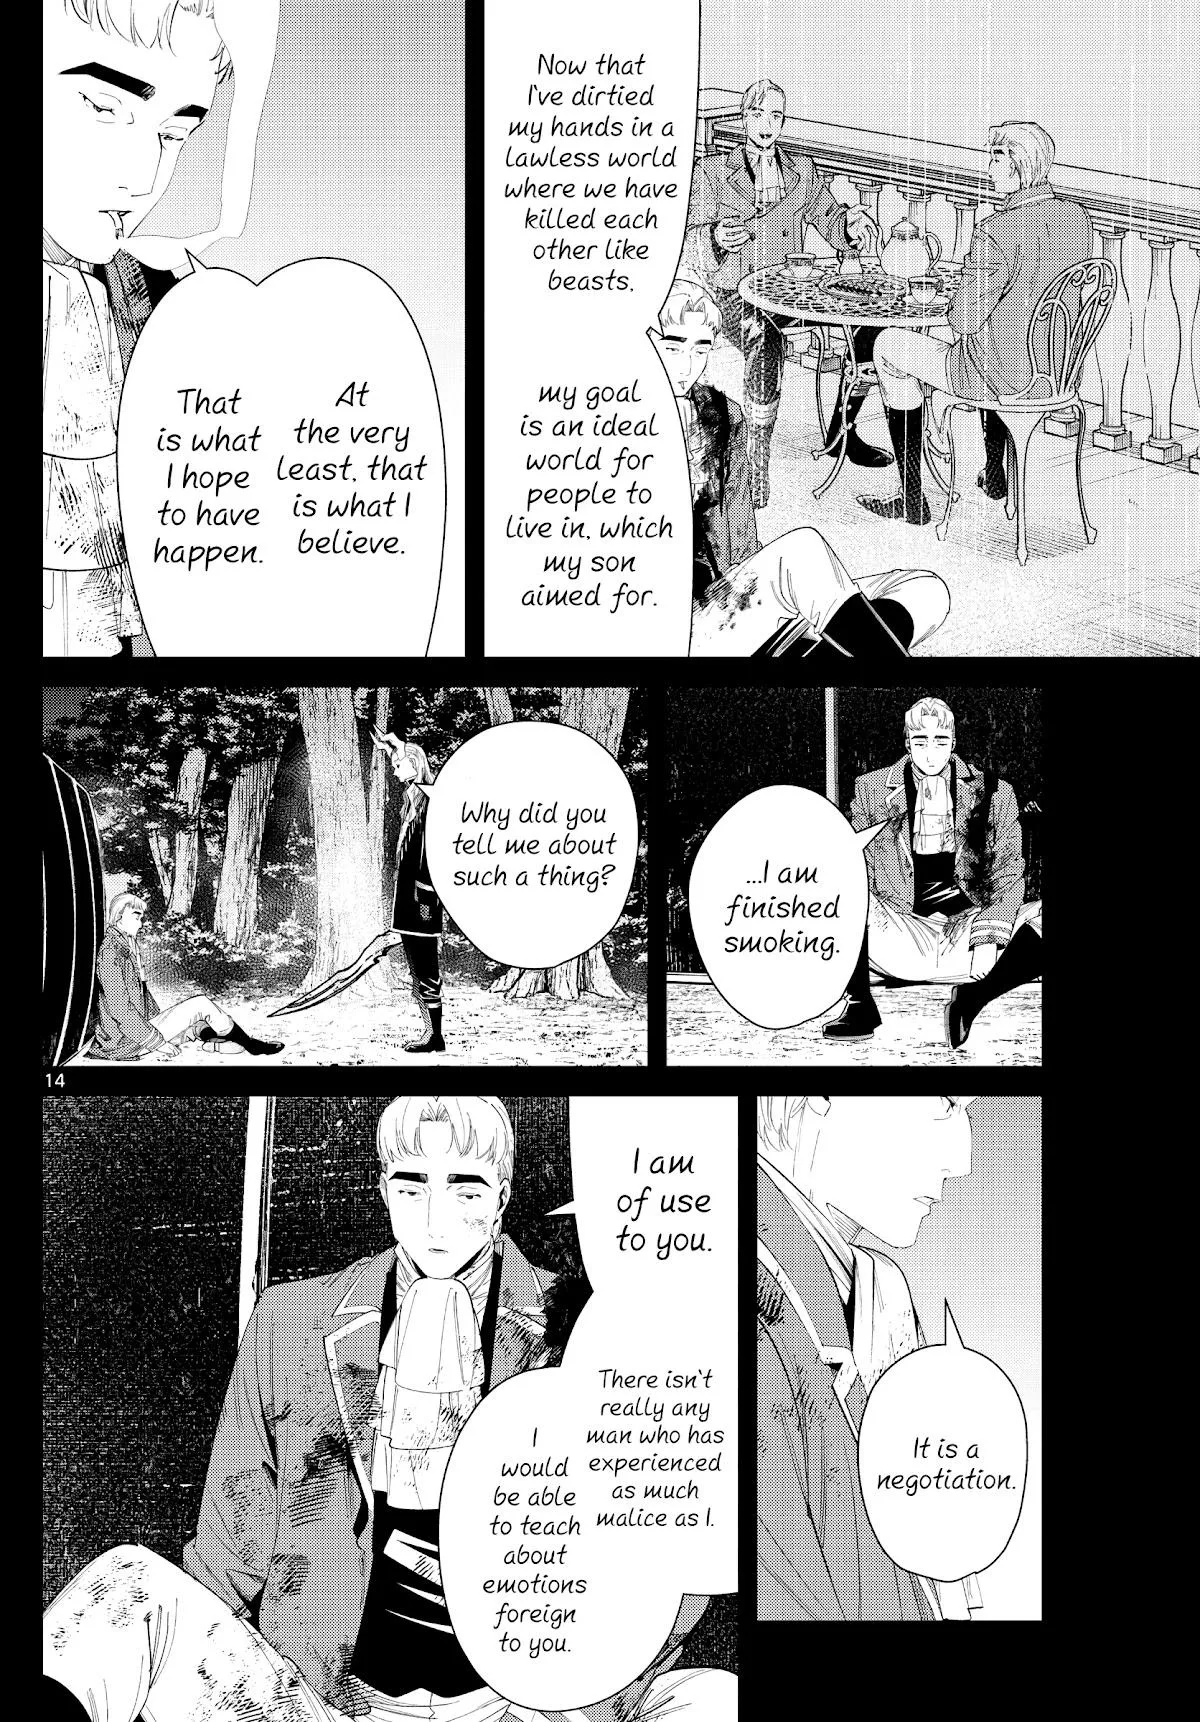 Now that
I've dirtied
my hands in a
lawless world
where we have
killed each
other like
beasts,
my goal
is an ideal
world for
people to
live in, which
my son
aimed for.
At
the very
least, that
is what I
believe.
That
is what
I hope
to have
happen.
...I am
finished
smoking.
Why did you
tell me about
such a thing?
14
It is a
negotiation.
I am
of use
to you.
There isn't
really any
man who has
experienced
as much
malice as I.
I
would
be able
to teach
about
emotions
foreign
to you.